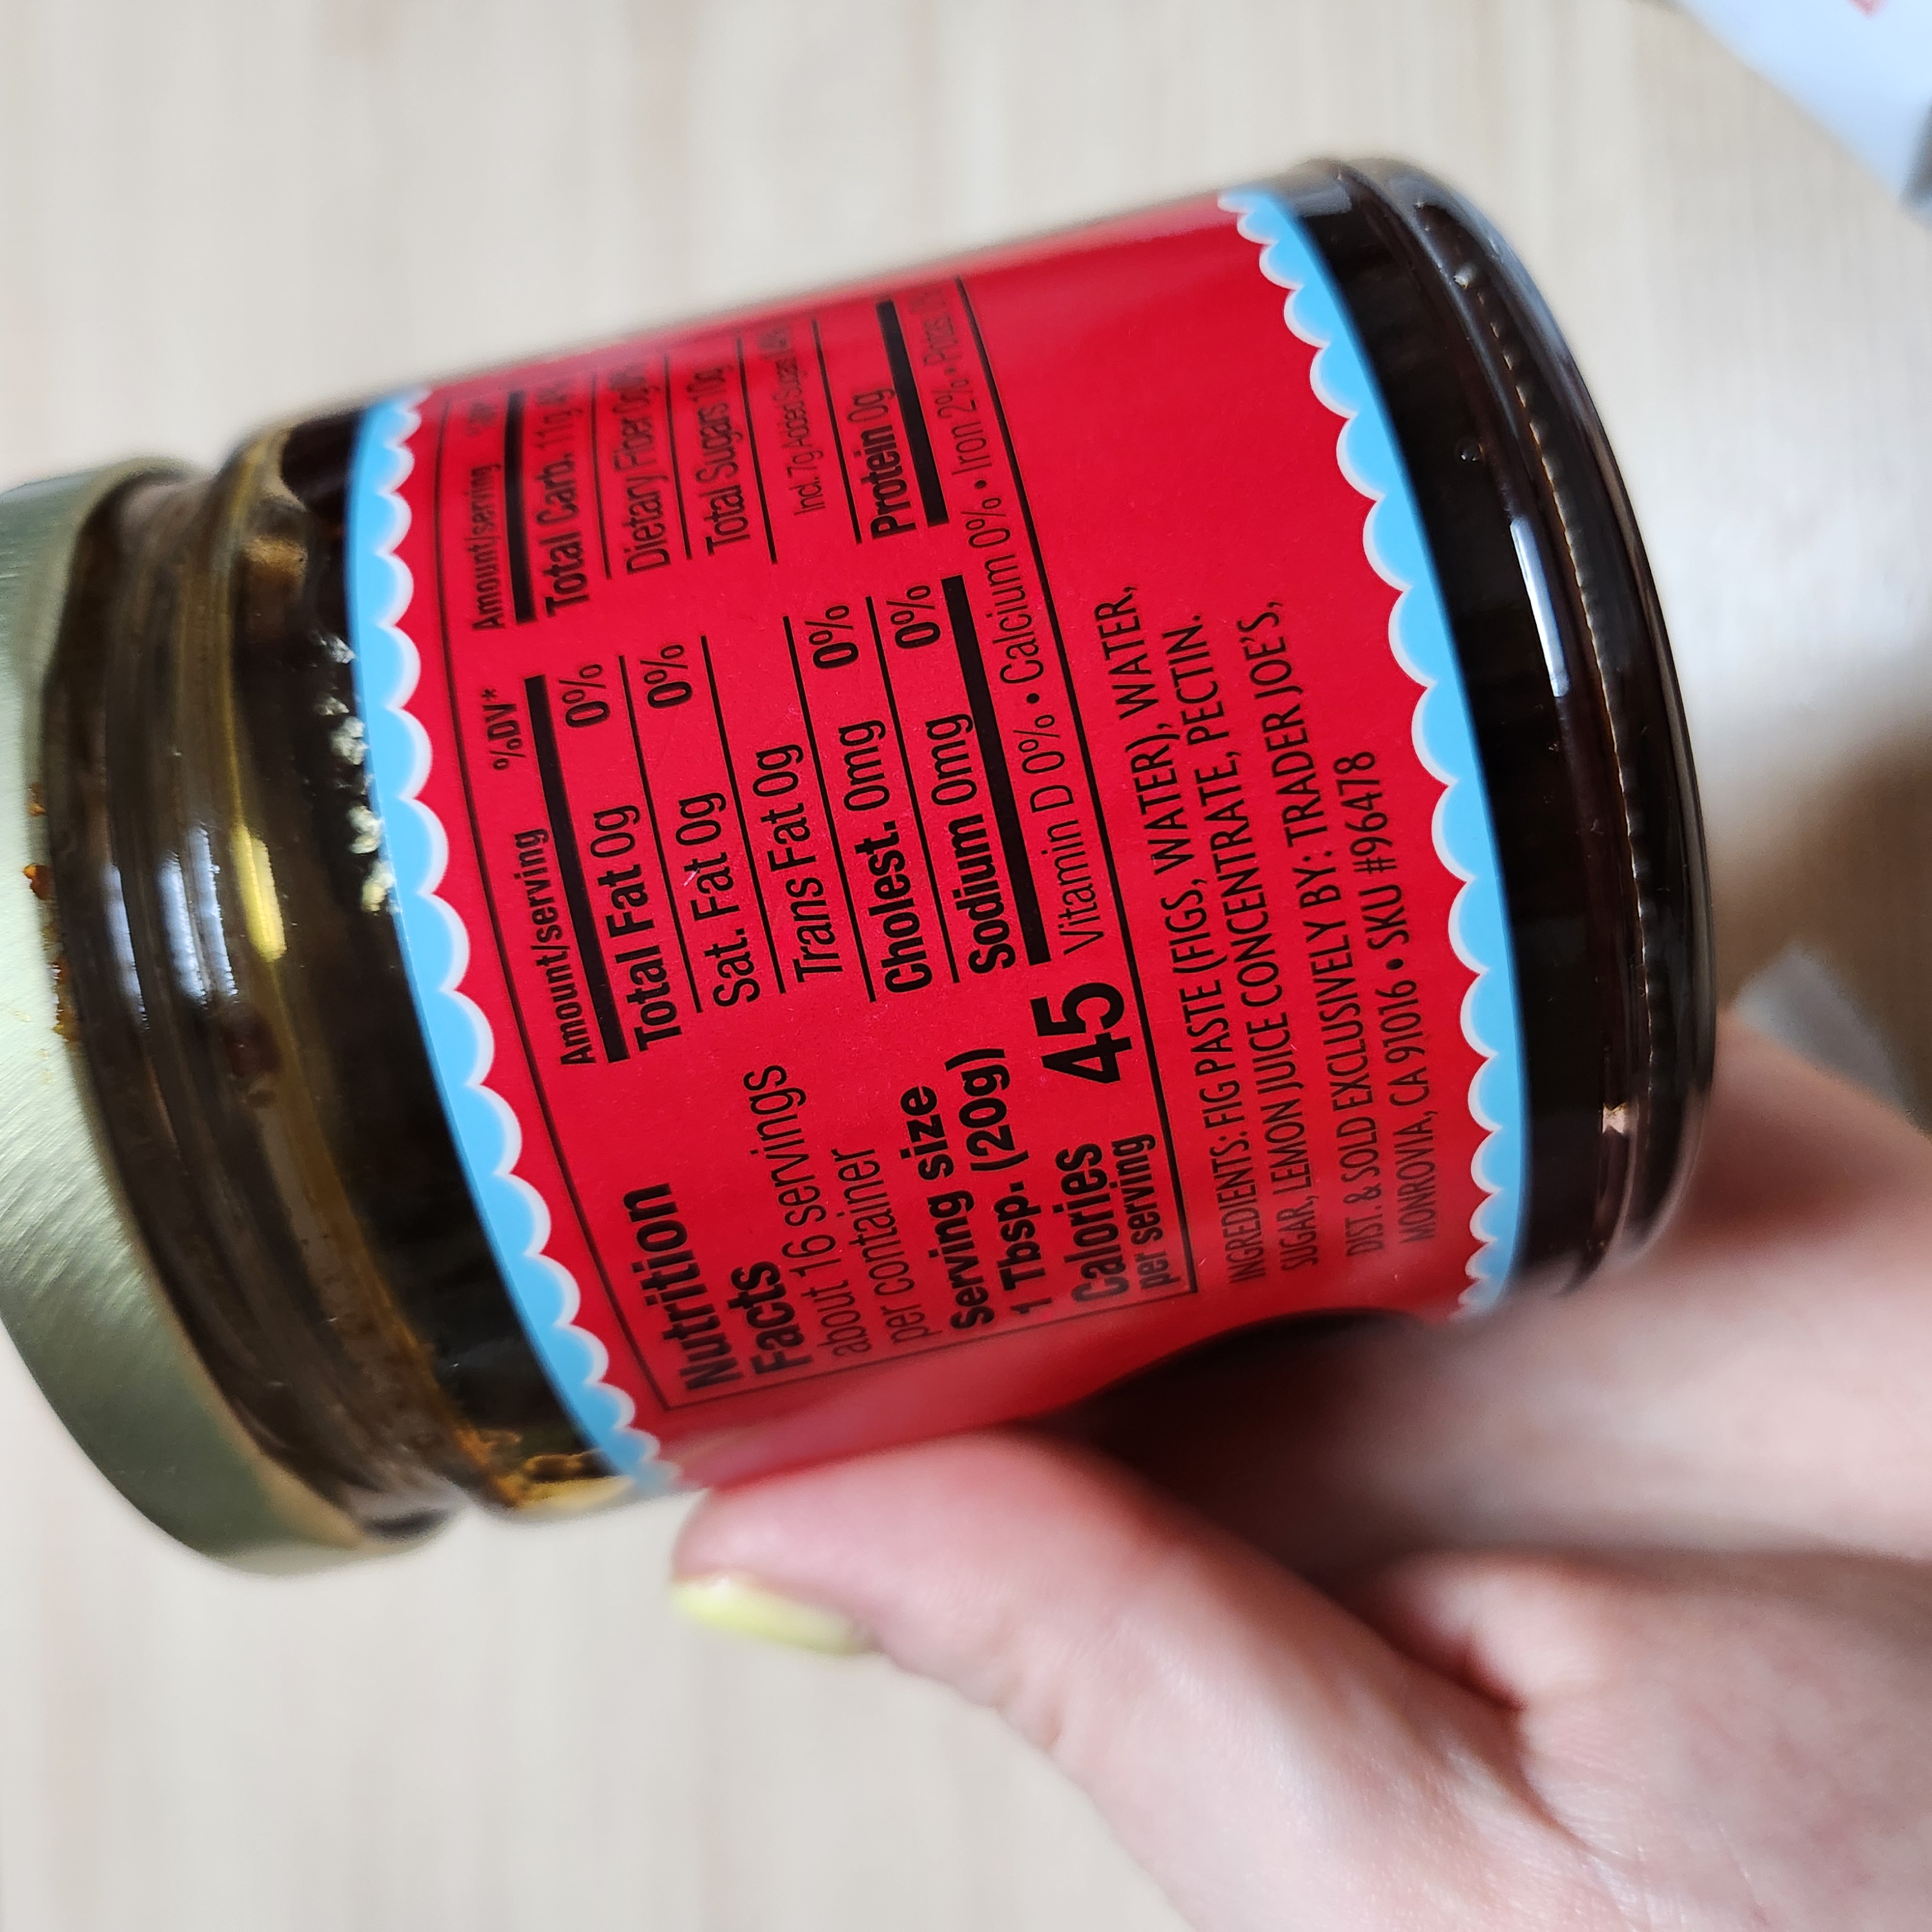 Nutrition
Facts
about 16 servings
per container
Serving size
1 Tbsp. (20g)
Calories 45
per serving
Amount/serving %DV*
Total Fat 0g 0%
Sat. Fat 0g 0%
Trans Fat 0g
Cholest. 0mg 0%
Sodium 0mg 0%
Amount/serving
Total Carb. 11g 4%
Dietary Fiber 0g 0%
Total Sugars 10g
Incl. 7g Added Sugars 14%
Protein 0g
Vitamin D 0% • Calcium 0% • Iron 2% • Potas.
INGREDIENTS: FIG PASTE (FIGS, WATER), WATER,
SUGAR, LEMON JUICE CONCENTRATE, PECTIN.
DIST. & SOLD EXCLUSIVELY BY: TRADER JOE'S,
MONROVIA, CA 91016 • SKU #96478